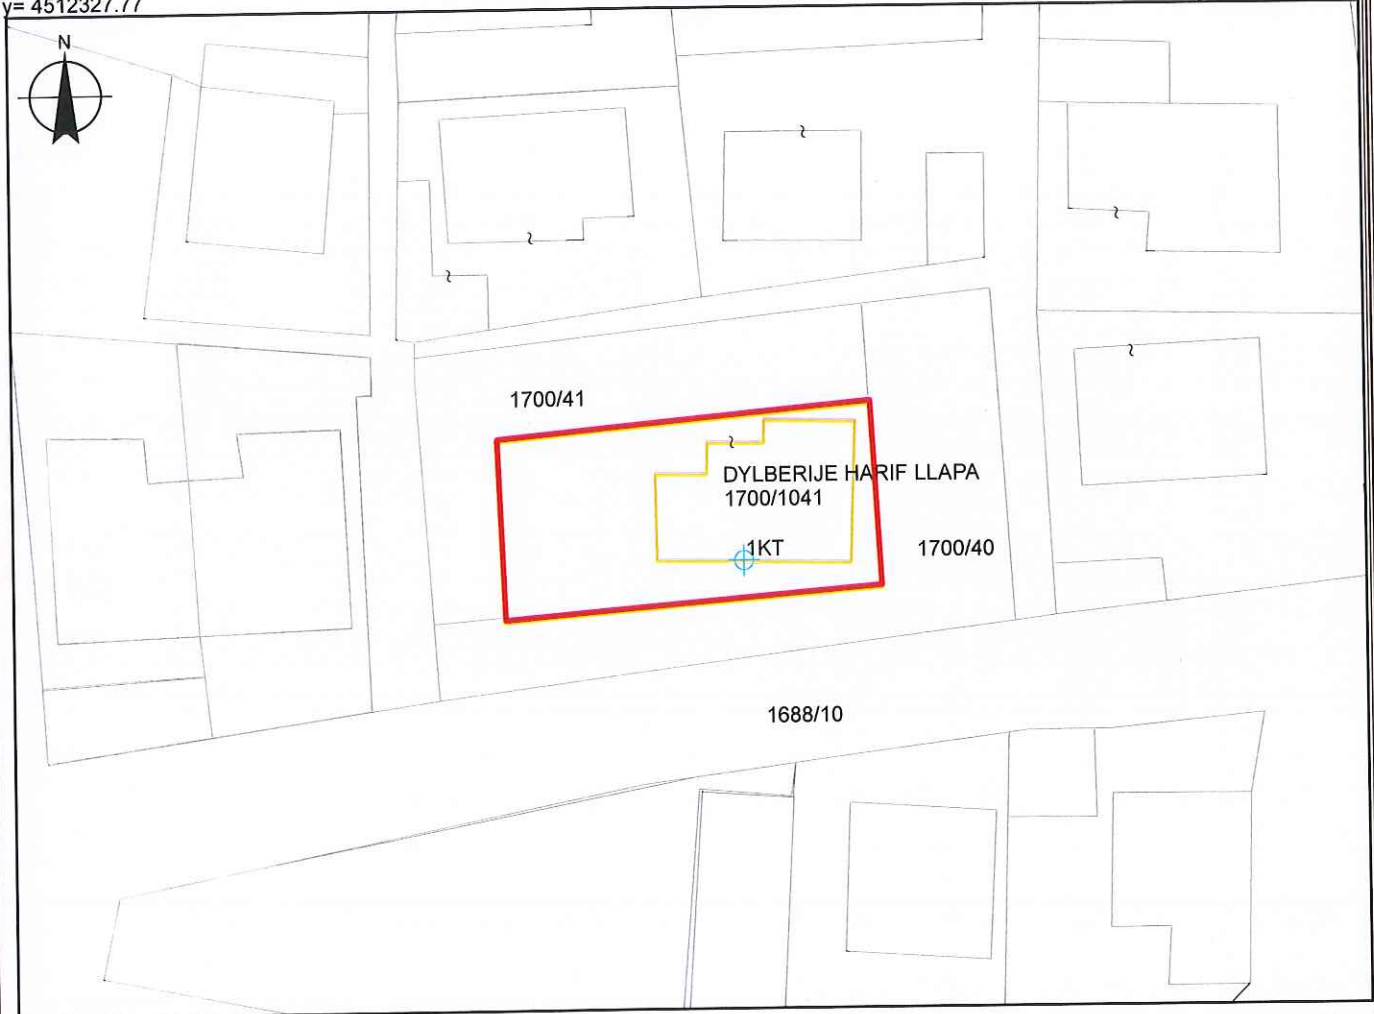 y= 4512327.77
N
1700/41
DYLBERIJE HARIF LLAPA
1700/1041
1KT
1700/40
1688/10